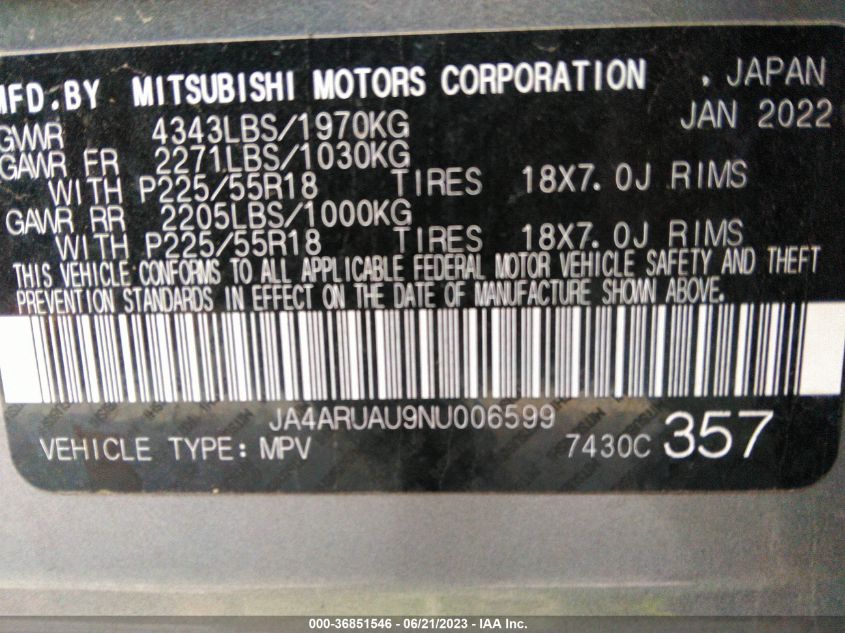 MFD.BY MITSUBISHI MOTORS CORPORATION , JAPAN
GVWR 4343LBS/1970KG JAN 2022
GAWR FR 2271LBS/1030KG
WITH P225/55R18 TIRES 18X7.0J RIMS
GAWR RR 2205LBS/1000KG
WITH P225/55R18 TIRES 18X7.0J RIMS
THIS VEHICLE CONFORMS TO ALL APPLICABLE FEDERAL MOTOR VEHICLE SAFETY AND THEFT
PREVENTION STANDARDS IN EFFECT ON THE DATE OF MANUFACTURE SHOWN ABOVE.
JA4ARUAU9NU006599
VEHICLE TYPE: MPV 7430C 357
000-36851546 - 06/21/2023 - IAA Inc.